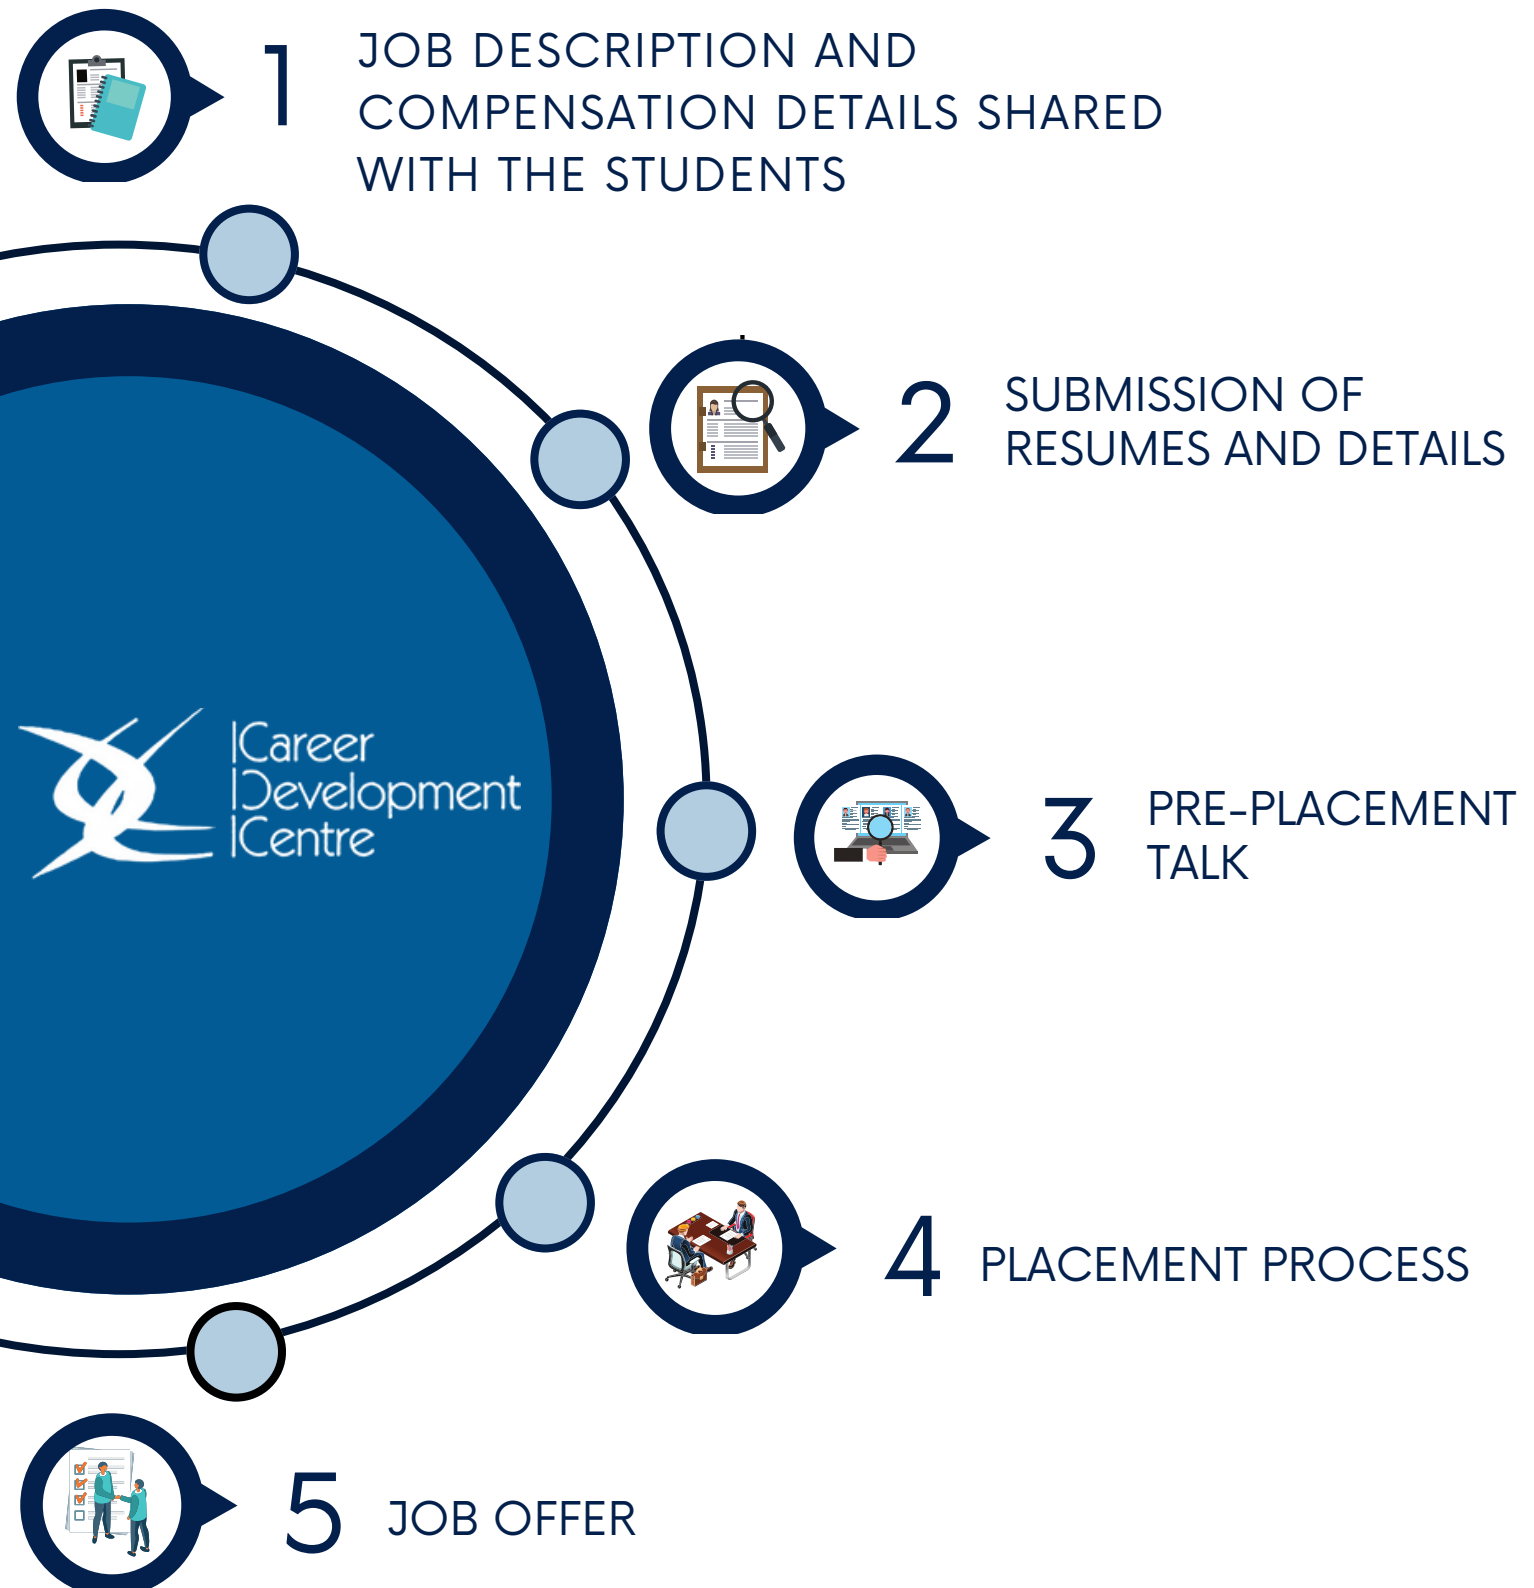 1
JOB DESCRIPTION AND
COMPENSATION DETAILS SHARED
WITH THE STUDENTS
2
SUBMISSION OF
RESUMES AND DETAILS
Career
Development
Centre
3
PRE-PLACEMENT
TALK
4
PLACEMENT PROCESS
5
JOB OFFER